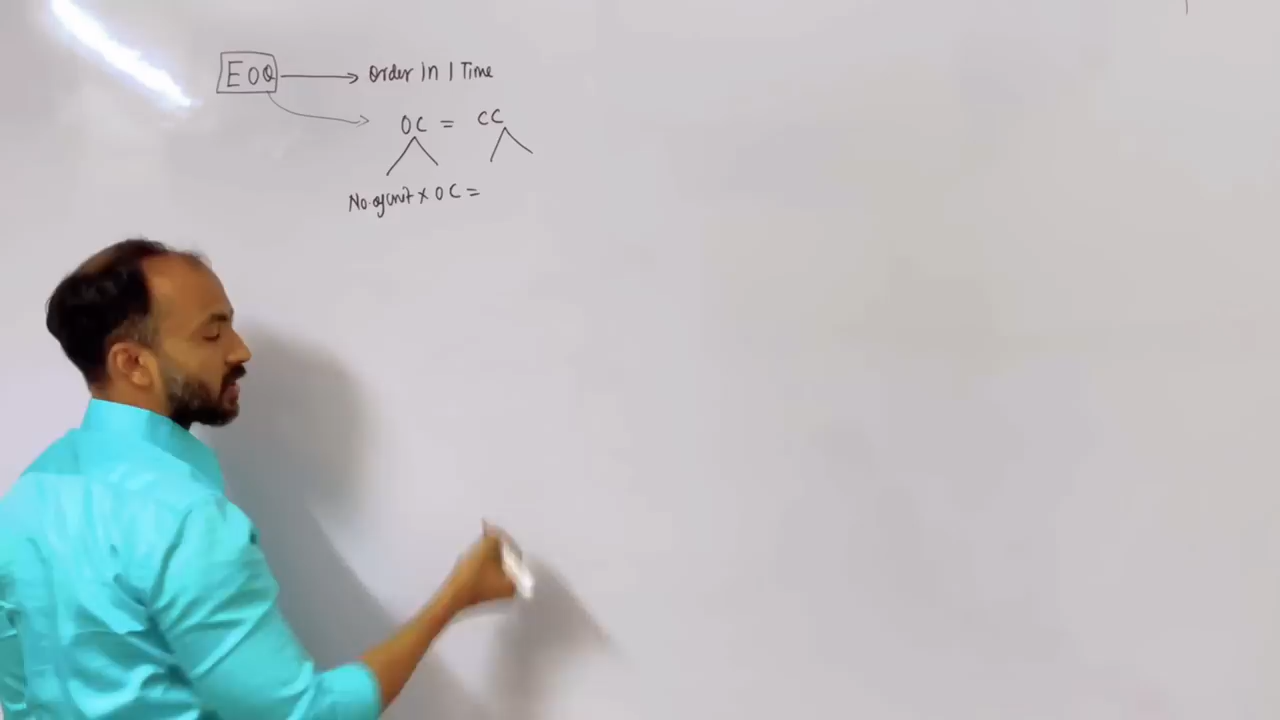 EOQ → Order In 1 Time
OC = CC
No. of unit × OC =